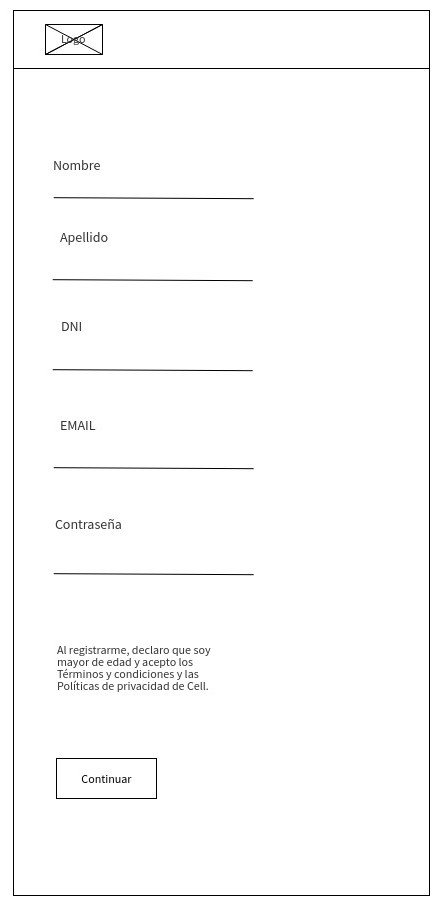 Logo
Nombre
Apellido
DNI
EMAIL
Contraseña
Al registrarme, declaro que soy
mayor de edad y acepto los
Términos y condiciones y las
Políticas de privacidad de Cell.
Continuar